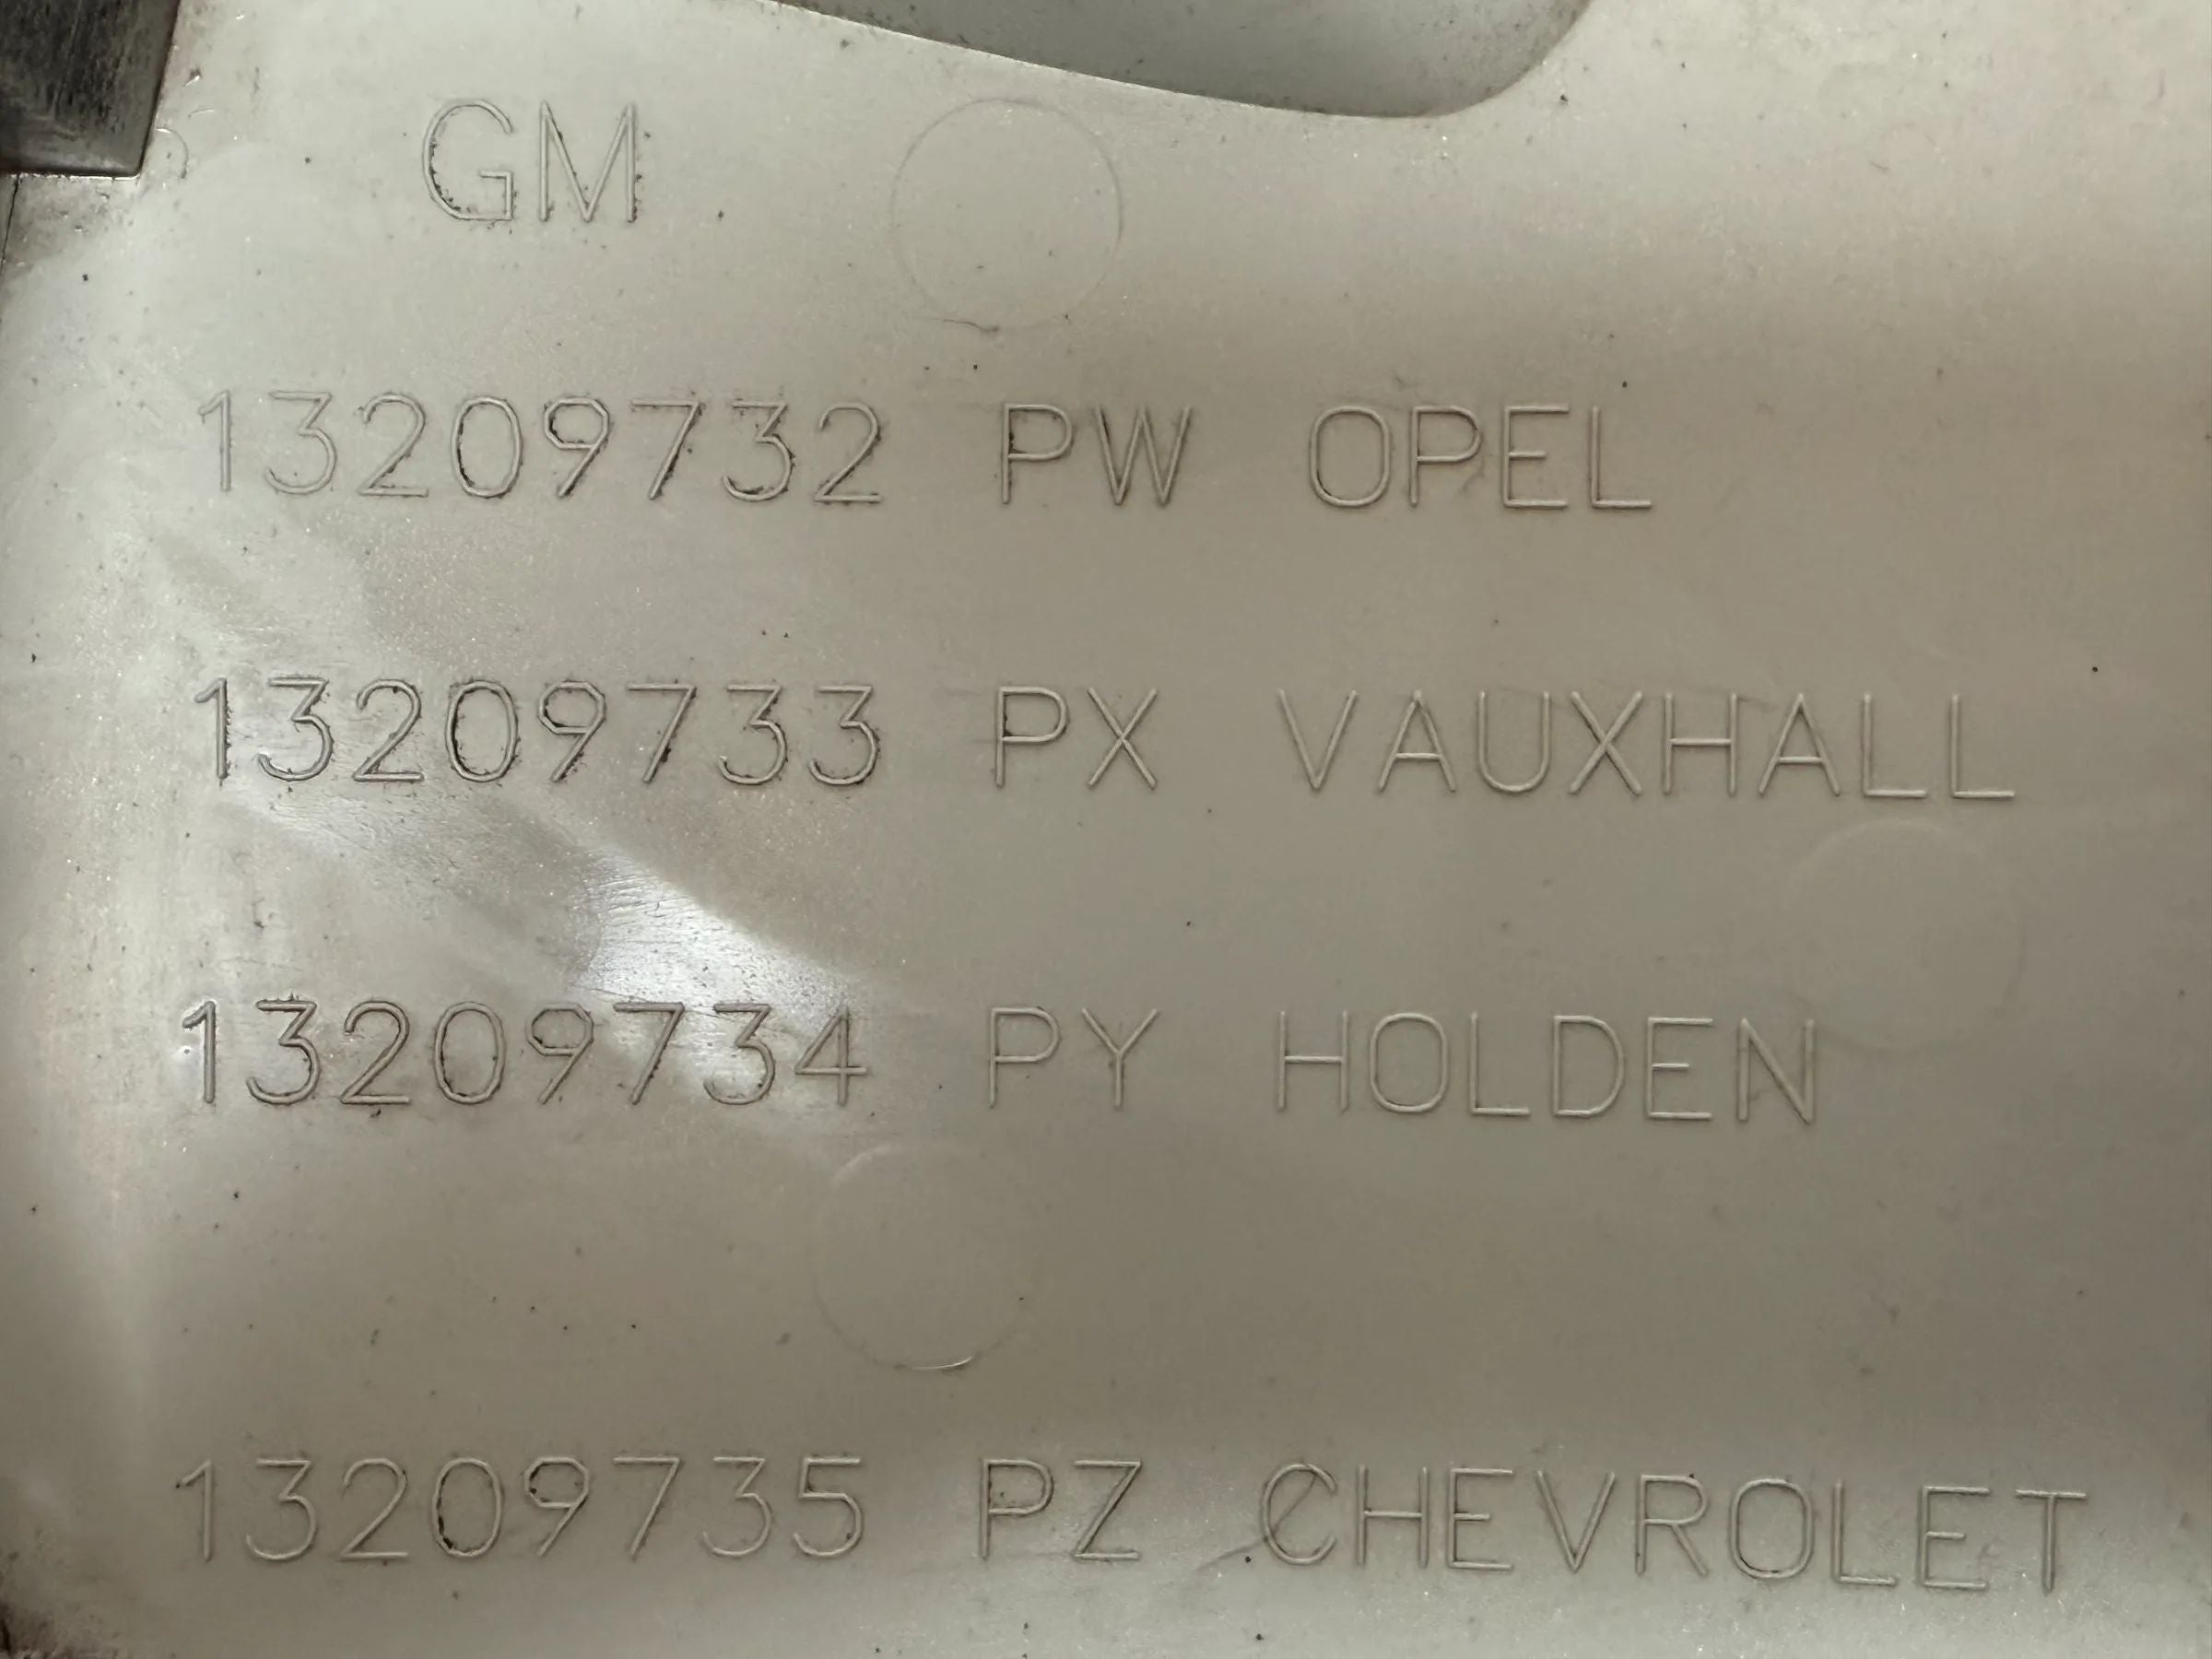 GM
13209732 PW OPEL
13209733 PX VAUXHALL
13209734 PY HOLDEN
13209735 PZ CHEVROLET